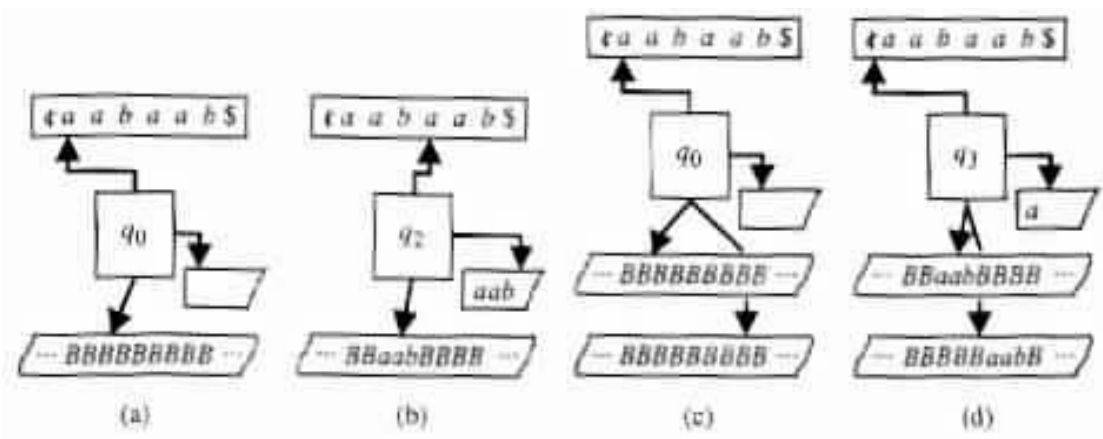 ¢a a b a a b $
¢a a b a a b $
q0
··· BBBBBBBBB ···
(a)
¢a a b a a b $
q2
aab
··· BBaabBBBB ···
(b)
¢a a b a a b $
q0
··· BBBBBBBBB ···
··· BBBBBBBBB ···
(c)
¢a a b a a b $
q3
a
··· BBaabBBBB ···
··· BBBBBaabB ···
(d)